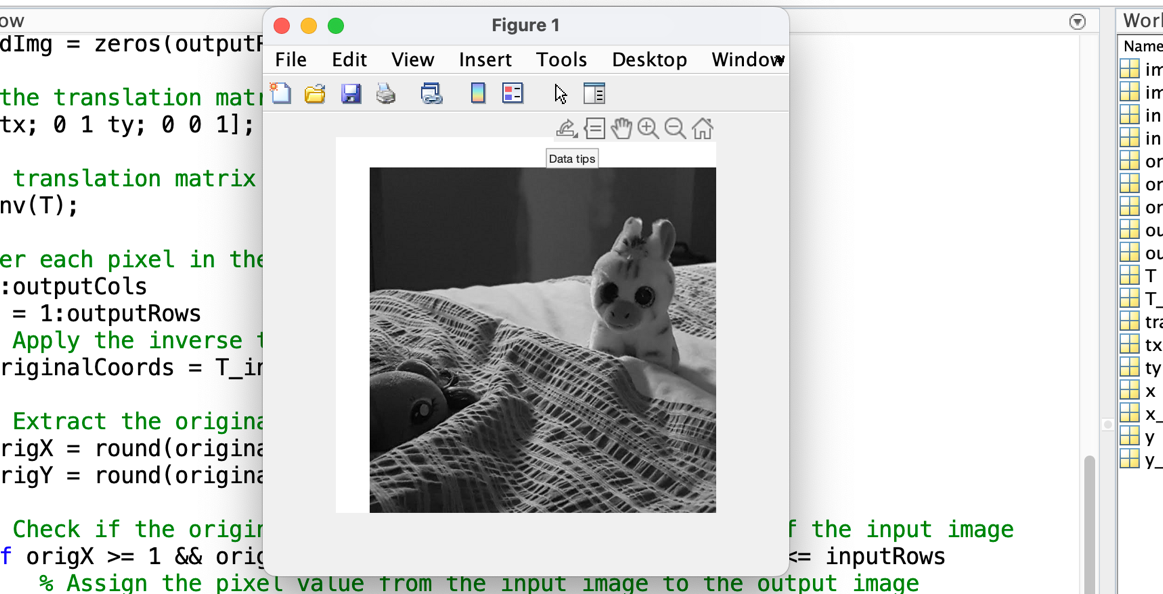 ow
Figure 1
Work
dImg = zeros(output
File Edit View Insert Tools Desktop Window
Name
the translation mat
tx; 0 1 ty; 0 0 1];
Data tips
translation matrix
nv(T);
er each pixel in the
:outputCols
= 1:outputRows
Apply the inverse
riginalCoords = T_in
Extract the origina
rigX = round(origina
rigY = round(origina
Check if the origin
f the input image
f origX >= 1 && orig
<= inputRows
% Assign the pixel value from the input image to the output image
im
im
in
in
or
or
or
ou
ou
T
T_
tra
tx
ty
x
x_
y
y_